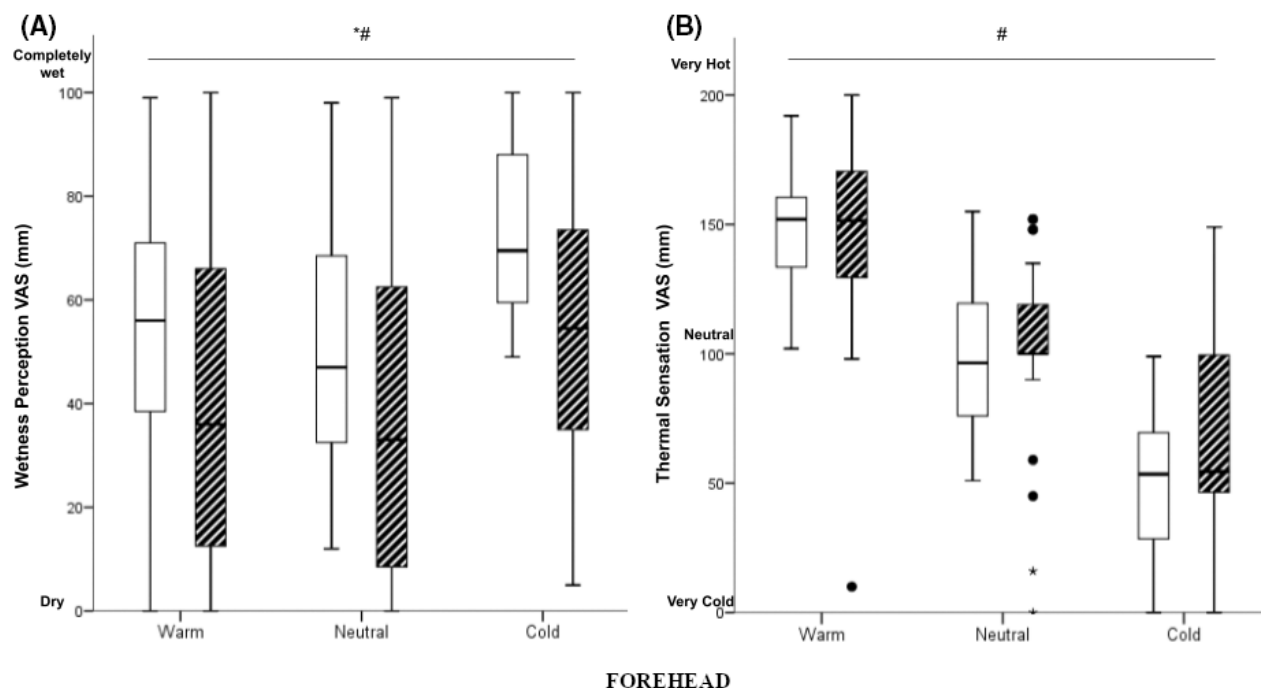 (A)
*#
Completely
wet
100
80
60
40
20
0
Dry
Wetness Perception VAS (mm)
Warm
Neutral
Cold
(B)
#
Very Hot
200
150
Neutral
100
50
Very Cold
0
Thermal Sensation VAS (mm)
Warm
Neutral
Cold
FOREHEAD